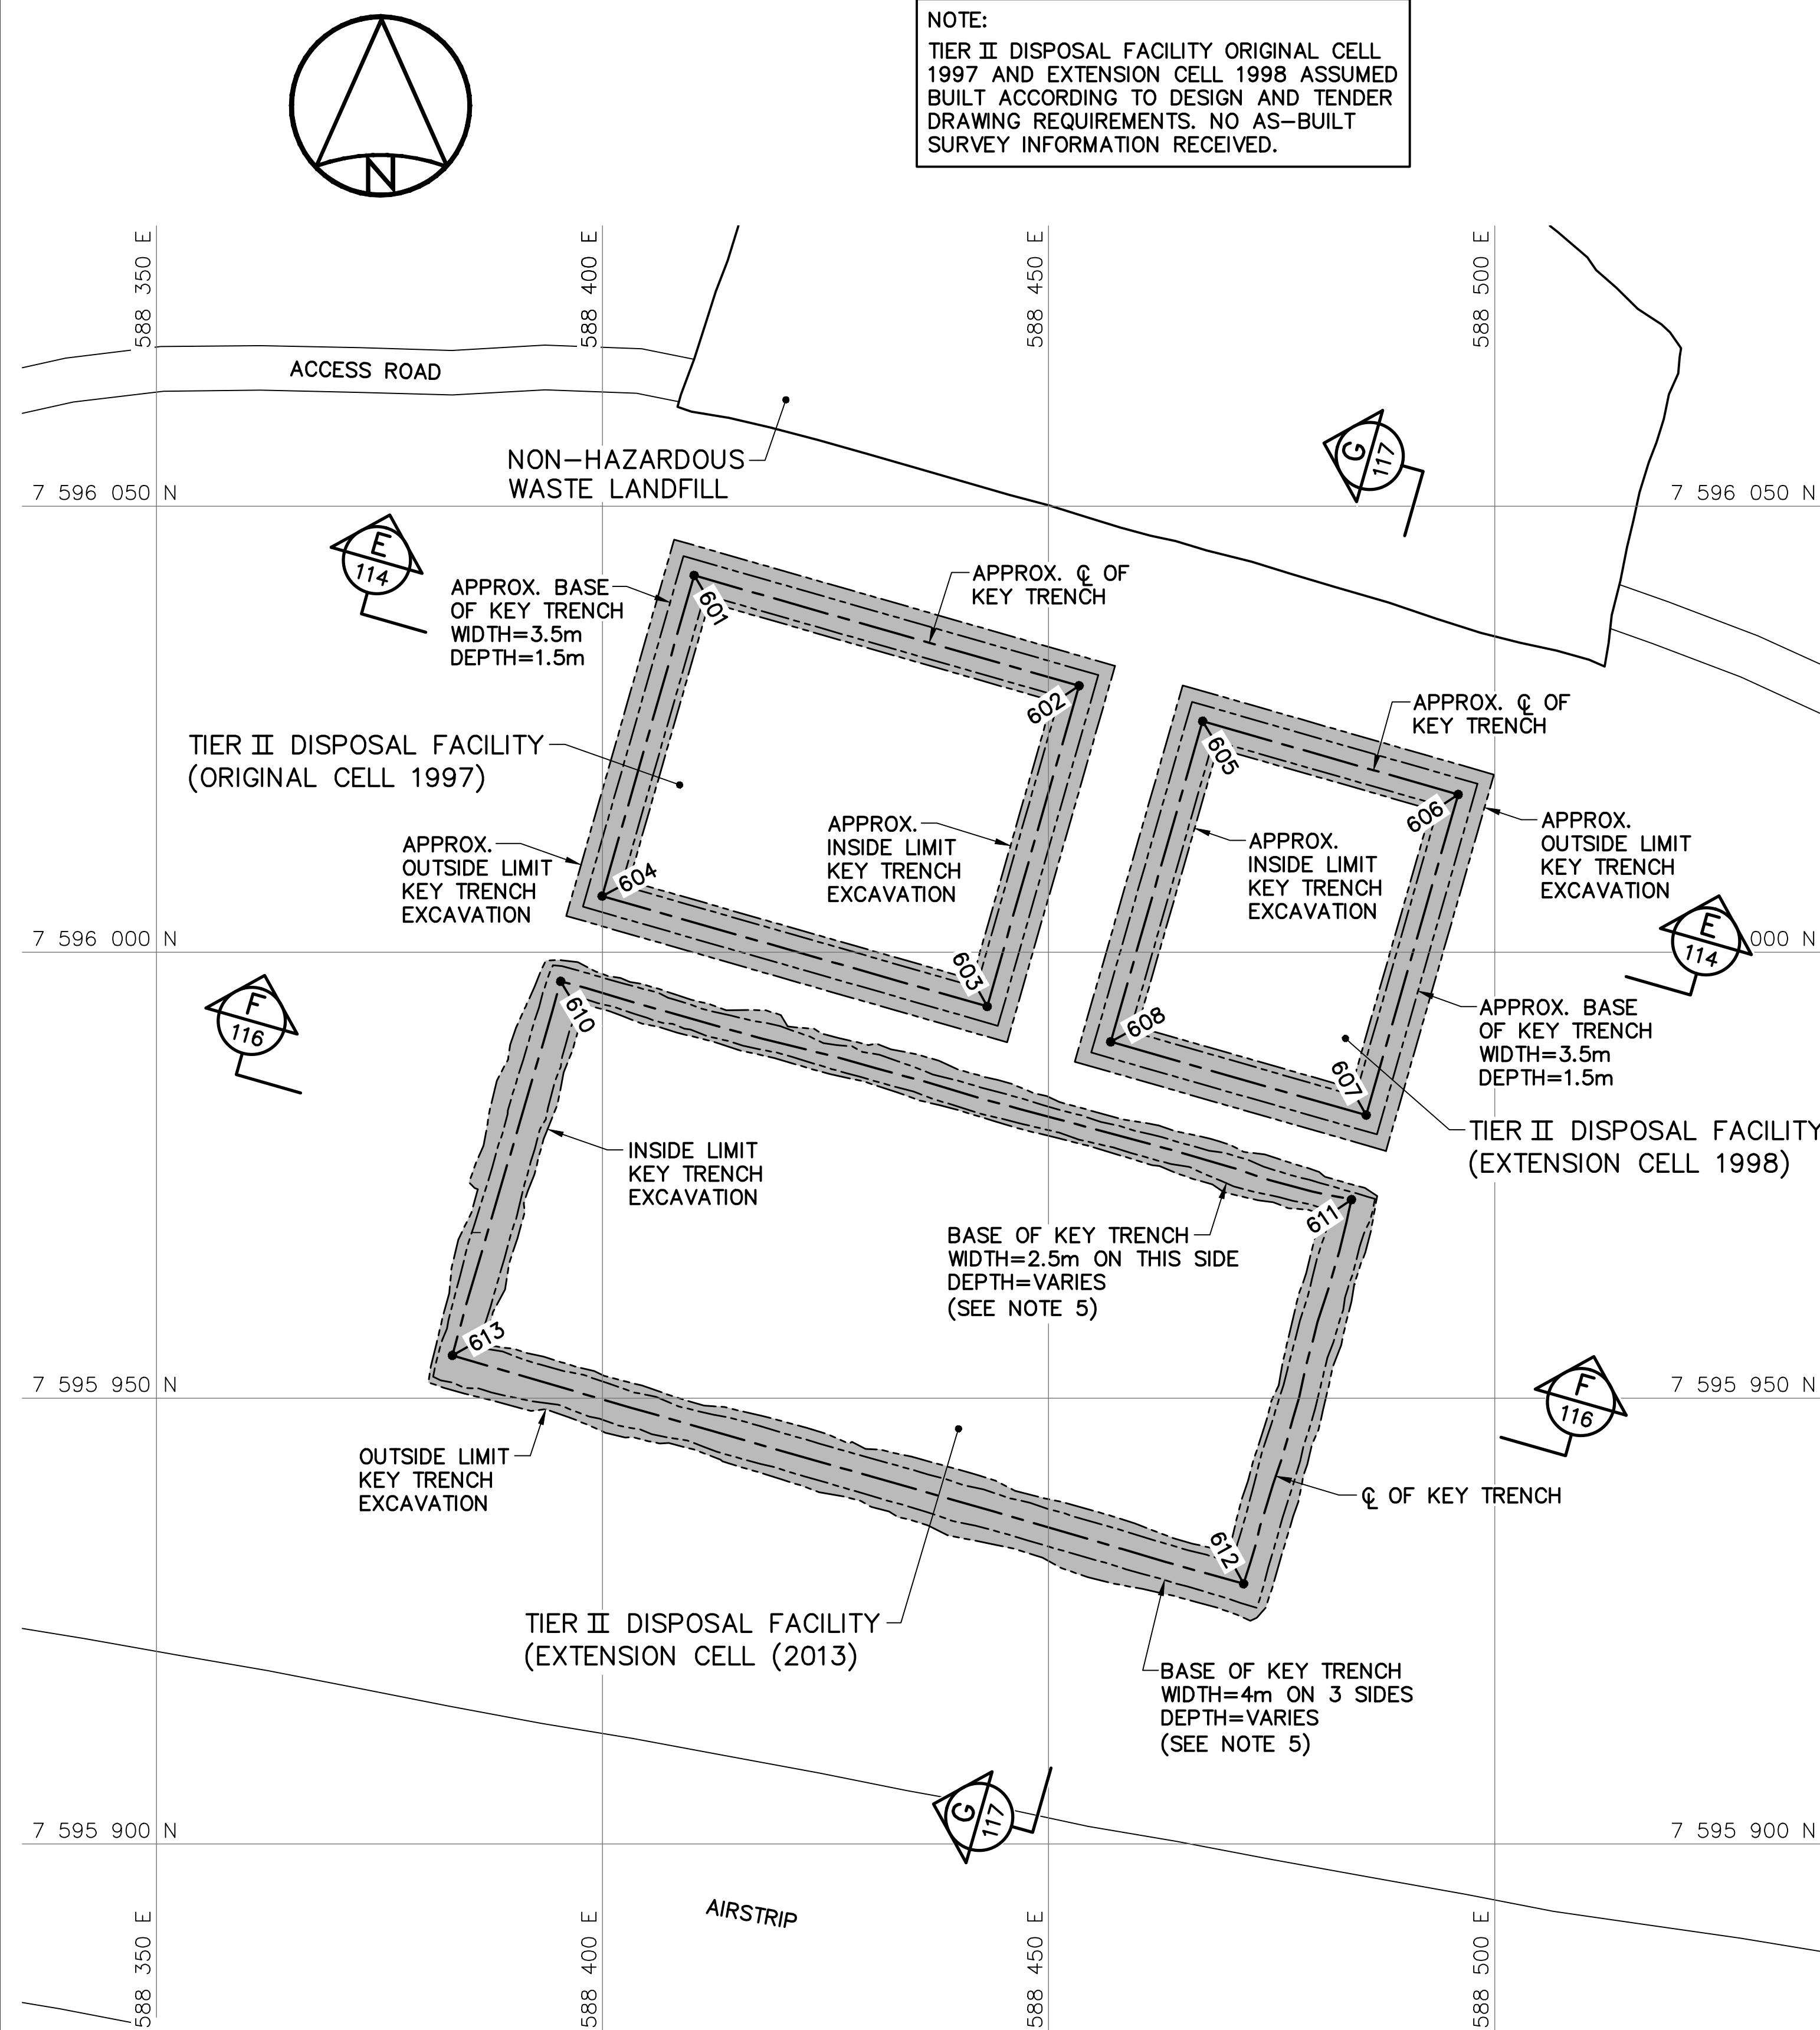 NOTE:
TIER II DISPOSAL FACILITY ORIGINAL CELL
1997 AND EXTENSION CELL 1998 ASSUMED
BUILT ACCORDING TO DESIGN AND TENDER
DRAWING REQUIREMENTS. NO AS-BUILT
SURVEY INFORMATION RECEIVED.
N
588 350 E
588 400 E
588 450 E
588 500 E
ACCESS ROAD
NON-HAZARDOUS
WASTE LANDFILL
G
117
7 596 050 N
7 596 050 N
E
114
APPROX. BASE
OF KEY TRENCH
WIDTH=3.5m
DEPTH=1.5m
601
APPROX. ℄ OF
KEY TRENCH
602
APPROX. ℄ OF
KEY TRENCH
TIER II DISPOSAL FACILITY
(ORIGINAL CELL 1997)
605
606
APPROX.
OUTSIDE LIMIT
KEY TRENCH
EXCAVATION
604
APPROX.
INSIDE LIMIT
KEY TRENCH
EXCAVATION
APPROX.
INSIDE LIMIT
KEY TRENCH
EXCAVATION
APPROX.
OUTSIDE LIMIT
KEY TRENCH
EXCAVATION
7 596 000 N
000 N
E
114
603
F
116
610
608
607
APPROX. BASE
OF KEY TRENCH
WIDTH=3.5m
DEPTH=1.5m
TIER II DISPOSAL FACILITY
(EXTENSION CELL 1998)
INSIDE LIMIT
KEY TRENCH
EXCAVATION
611
BASE OF KEY TRENCH
WIDTH=2.5m ON THIS SIDE
DEPTH=VARIES
(SEE NOTE 5)
613
7 595 950 N
7 595 950 N
F
116
OUTSIDE LIMIT
KEY TRENCH
EXCAVATION
℄ OF KEY TRENCH
612
TIER II DISPOSAL FACILITY
(EXTENSION CELL (2013)
BASE OF KEY TRENCH
WIDTH=4m ON 3 SIDES
DEPTH=VARIES
(SEE NOTE 5)
G
117
7 595 900 N
7 595 900 N
AIRSTRIP
588 350 E
588 400 E
588 450 E
588 500 E